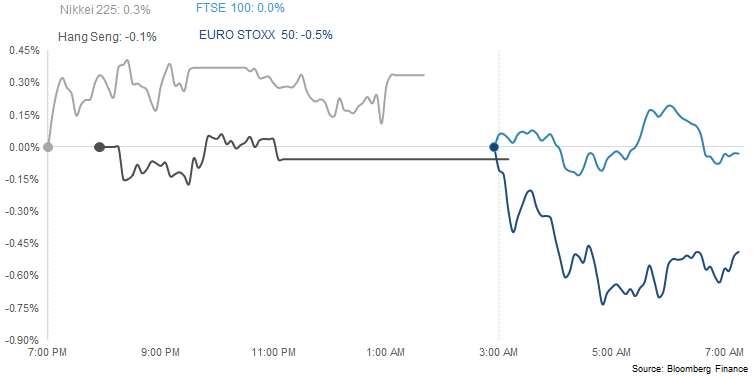 Nikkei 225: 0.3%
FTSE 100: 0.0%
Hang Seng: -0.1%
EURO STOXX 50: -0.5%
0.45%
0.30%
0.15%
0.00%
-0.15%
-0.30%
-0.45%
-0.60%
-0.75%
-0.90%
7:00 PM
9:00 PM
11:00 PM
1:00 AM
3:00 AM
5:00 AM
7:00 AM
Source: Bloomberg Finance